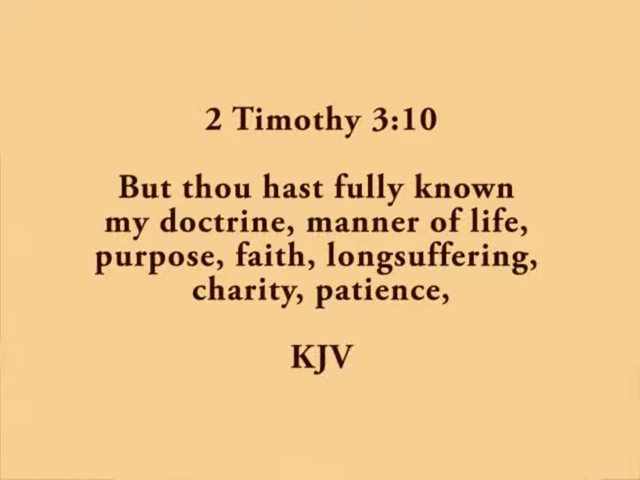 2 Timothy 3:10
But thou hast fully known
my doctrine, manner of life,
purpose, faith, longsuffering,
charity, patience,
KJV